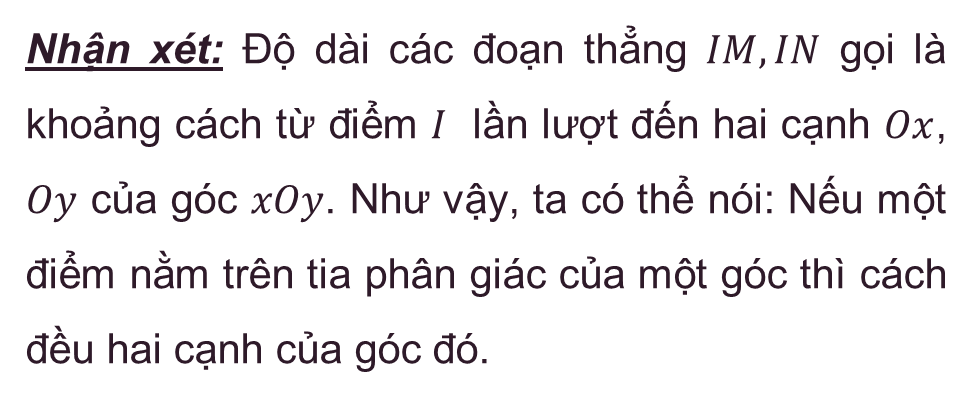 Nhận xét: Độ dài các đoạn thẳng IM, IN gọi là
khoảng cách từ điểm I lần lượt đến hai cạnh Ox,
Oy của góc xOy. Như vậy, ta có thể nói: Nếu một
điểm nằm trên tia phân giác của một góc thì cách
đều hai cạnh của góc đó.